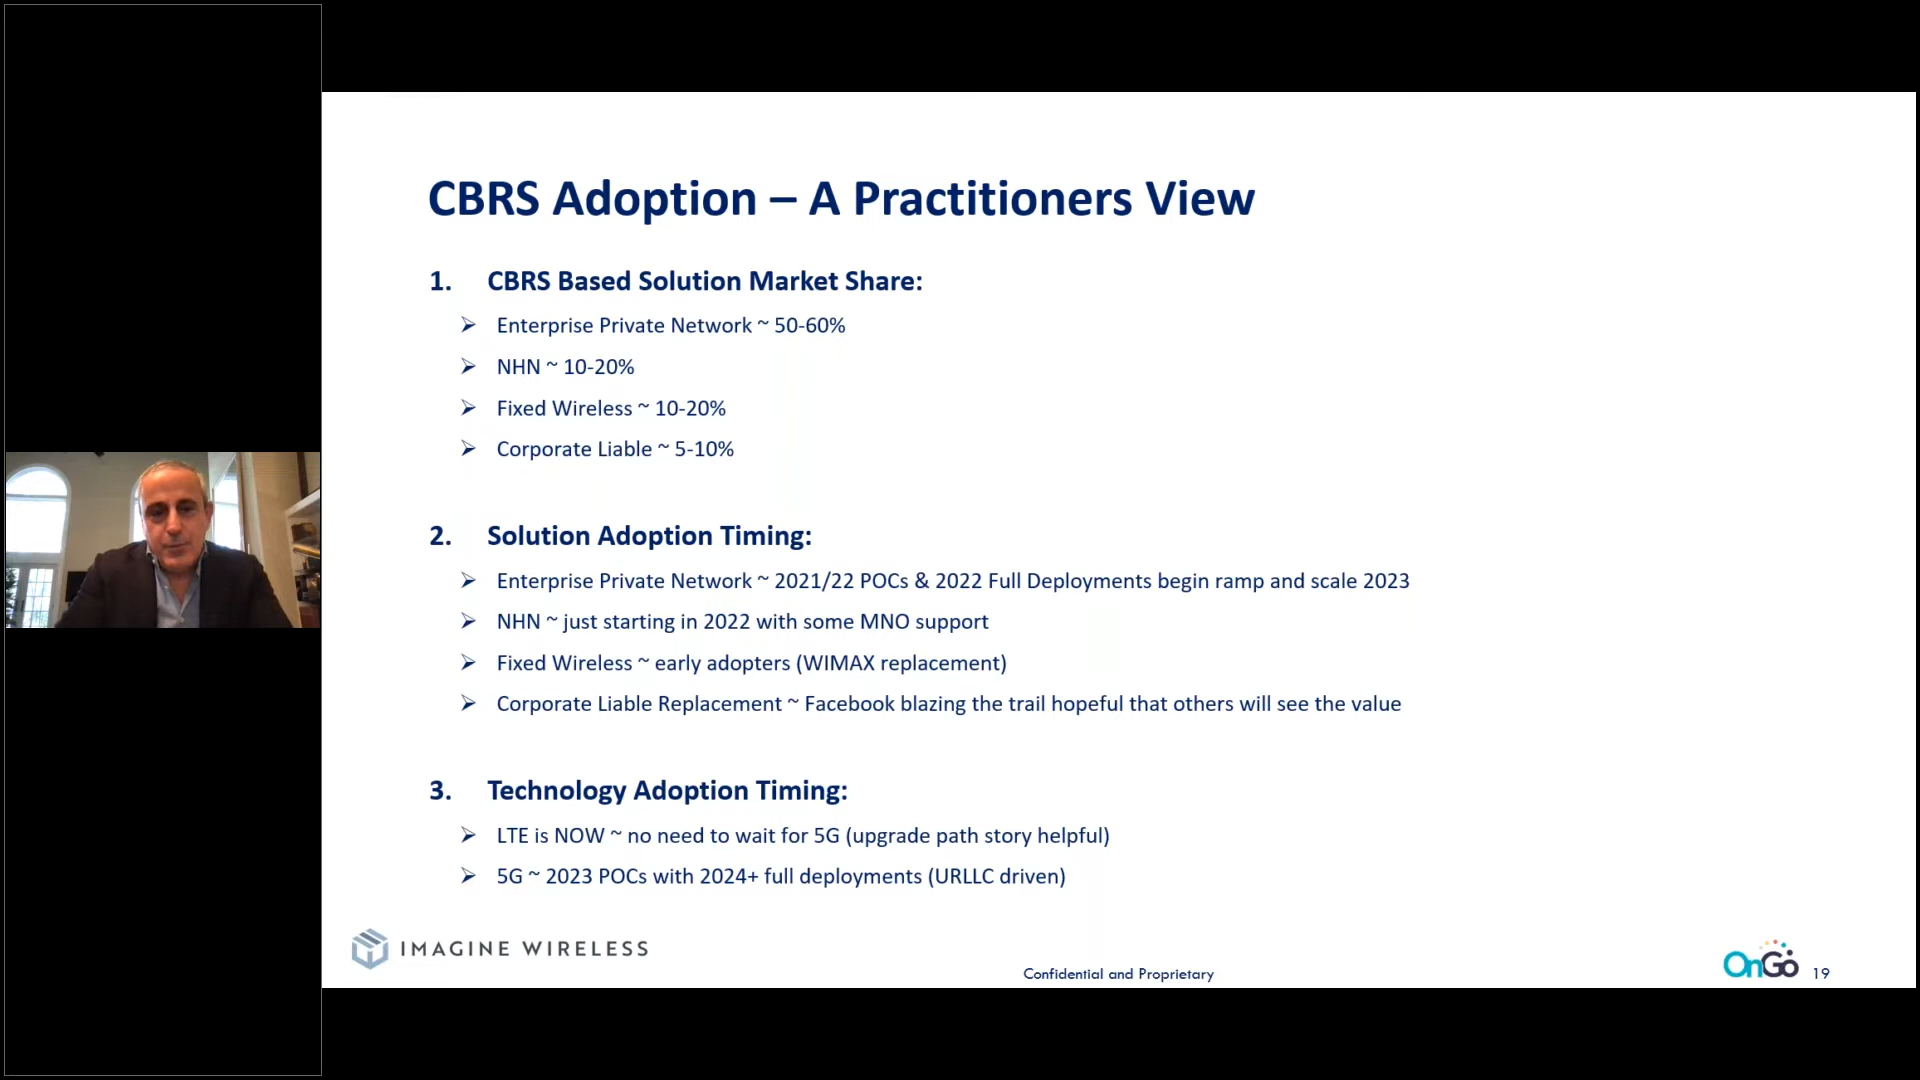 CBRS Adoption – A Practitioners View
1. CBRS Based Solution Market Share:
➢ Enterprise Private Network ~ 50-60%
➢ NHN ~ 10-20%
➢ Fixed Wireless ~ 10-20%
➢ Corporate Liable ~ 5-10%
2. Solution Adoption Timing:
➢ Enterprise Private Network ~ 2021/22 POCs & 2022 Full Deployments begin ramp and scale 2023
➢ NHN ~ just starting in 2022 with some MNO support
➢ Fixed Wireless ~ early adopters (WIMAX replacement)
➢ Corporate Liable Replacement ~ Facebook blazing the trail hopeful that others will see the value
3. Technology Adoption Timing:
➢ LTE is NOW ~ no need to wait for 5G (upgrade path story helpful)
➢ 5G ~ 2023 POCs with 2024+ full deployments (URLLC driven)
IMAGINE WIRELESS
Confidential and Proprietary
OnGo
19